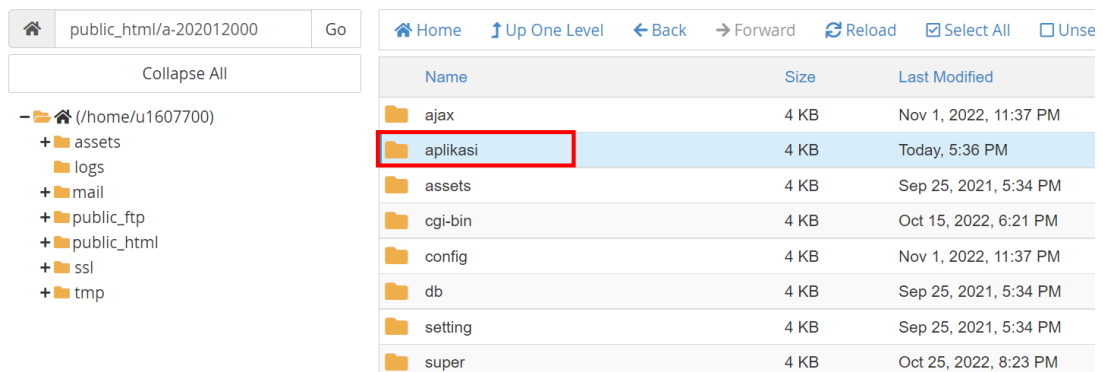 public_html/a-202012000 Go
Collapse All
(/home/u1607700)
assets
logs
mail
public_ftp
public_html
ssl
tmp
Home Up One Level Back Forward Reload Select All Unse
Name Size Last Modified
ajax 4 KB Nov 1, 2022, 11:37 PM
aplikasi 4 KB Today, 5:36 PM
assets 4 KB Sep 25, 2021, 5:34 PM
cgi-bin 4 KB Oct 15, 2022, 6:21 PM
config 4 KB Nov 1, 2022, 11:37 PM
db 4 KB Sep 25, 2021, 5:34 PM
setting 4 KB Sep 25, 2021, 5:34 PM
super 4 KB Oct 25, 2022, 8:23 PM